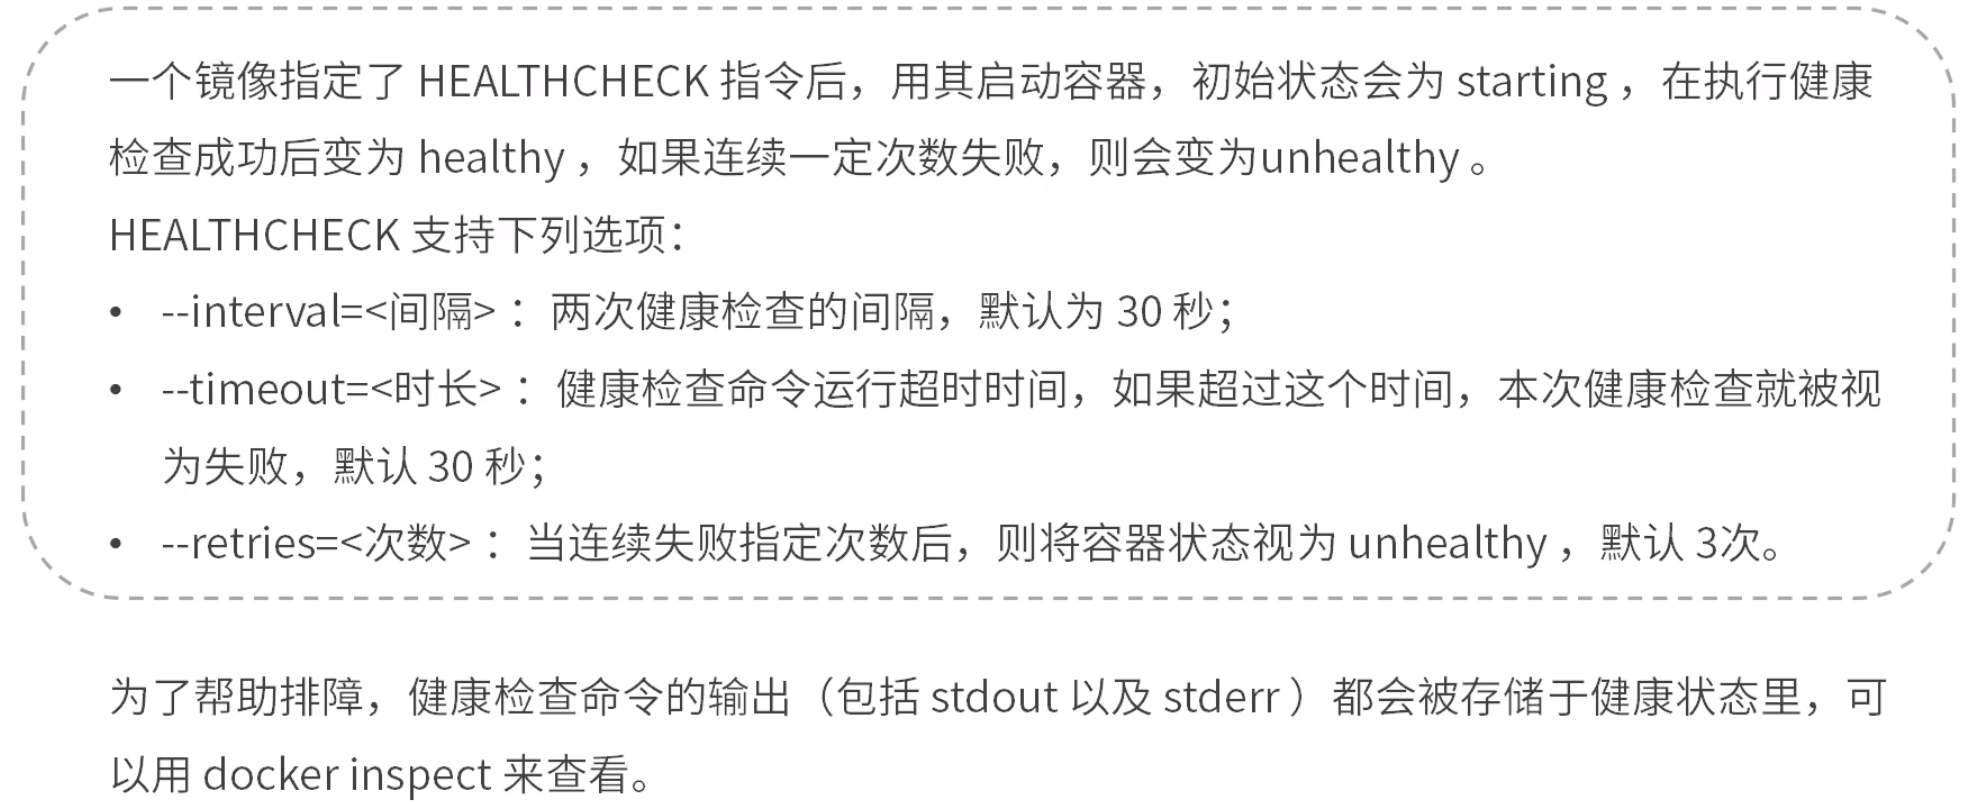 一个镜像指定了 HEALTHCHECK 指令后，用其启动容器，初始状态会为 starting ，在执行健康
检查成功后变为 healthy ，如果连续一定次数失败，则会变为unhealthy 。
HEALTHCHECK 支持下列选项：
• --interval=<间隔> ：两次健康检查的间隔，默认为 30 秒；
• --timeout=<时长> ：健康检查命令运行超时时间，如果超过这个时间，本次健康检查就被视
为失败，默认 30 秒；
• --retries=<次数> ：当连续失败指定次数后，则将容器状态视为 unhealthy ，默认 3次。
为了帮助排障，健康检查命令的输出（包括 stdout 以及 stderr ）都会被存储于健康状态里，可
以用 docker inspect 来查看。